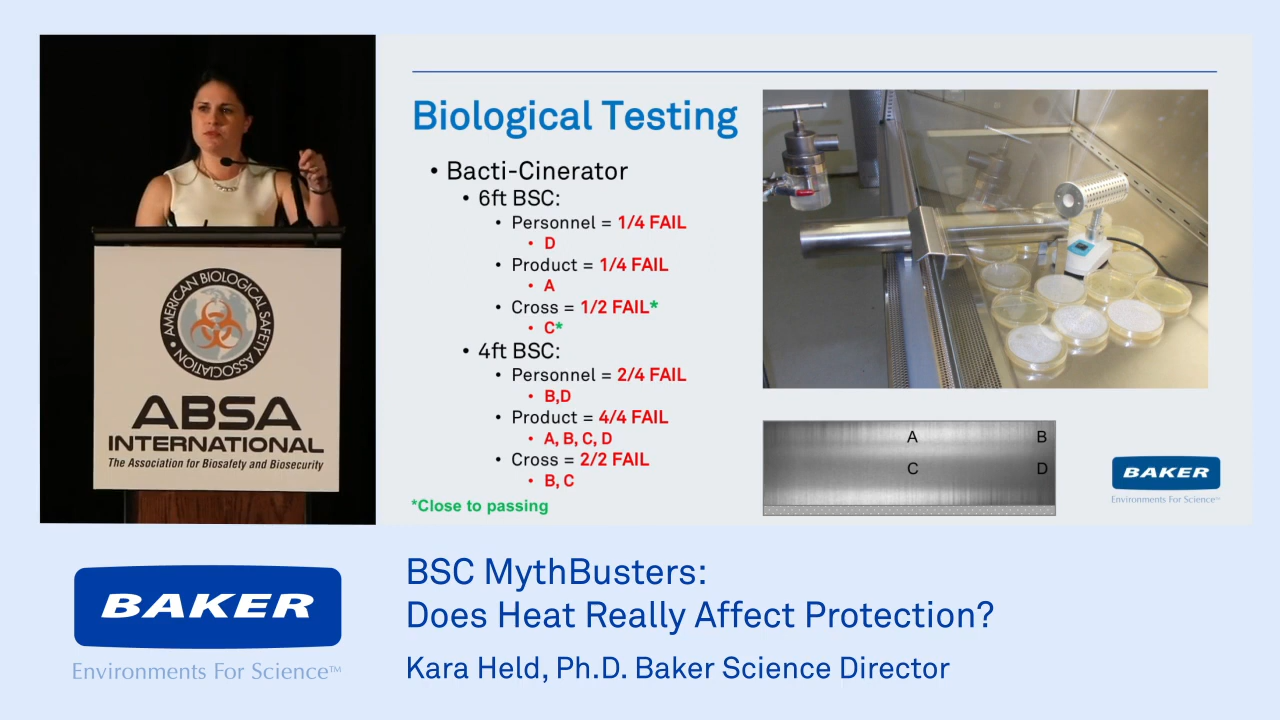 Biological Testing
• Bacti-Cinerator
• 6ft BSC:
• Personnel = 1/4 FAIL
• D
• Product = 1/4 FAIL
• A
• Cross = 1/2 FAIL*
• C*
• 4ft BSC:
• Personnel = 2/4 FAIL
• B,D
• Product = 4/4 FAIL
• A, B, C, D
• Cross = 2/2 FAIL
• B, C
*Close to passing
A B
C D
BAKER
Environments For Science™
AMERICAN BIOLOGICAL SAFETY ASSOCIATION •
ABSA
INTERNATIONAL
The Association for Biosafety and Biosecurity
BAKER
Environments For Science™
BSC MythBusters:
Does Heat Really Affect Protection?
Kara Held, Ph.D. Baker Science Director